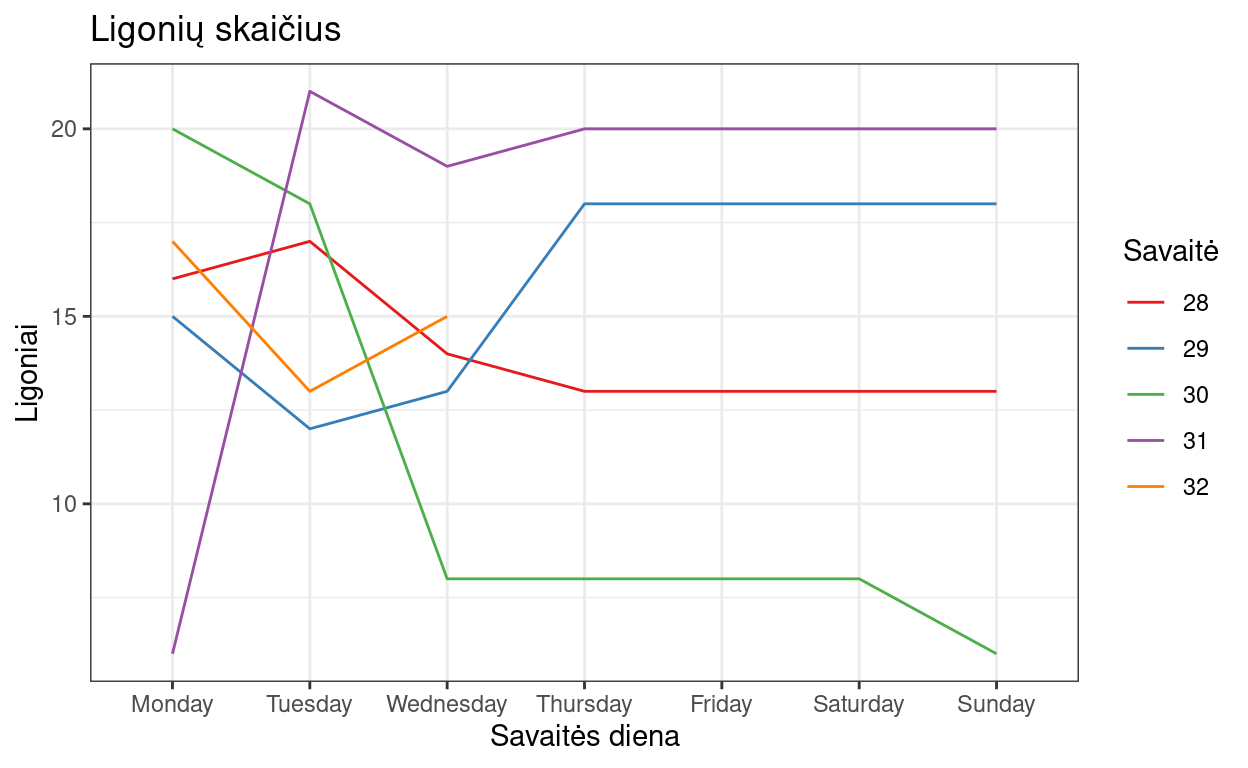 Ligonių skaičius
20
15
10
Ligoniai
Monday Tuesday Wednesday Thursday Friday Saturday Sunday
Savaitės diena
Savaitė
28
29
30
31
32